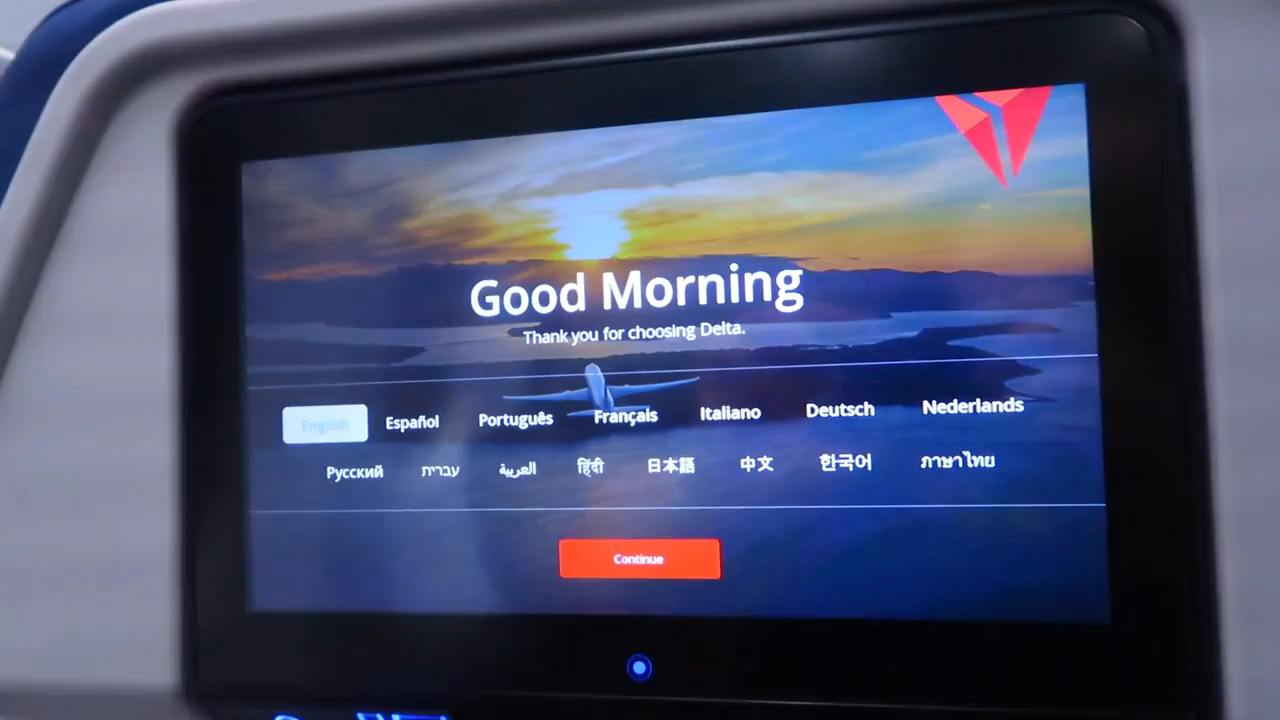 Good Morning
Thank you for choosing Delta.
English Español Português Français Italiano Deutsch Nederlands
Русский עברית العربية हिंदी 日本語 中文 한국어 ภาษาไทย
Continue